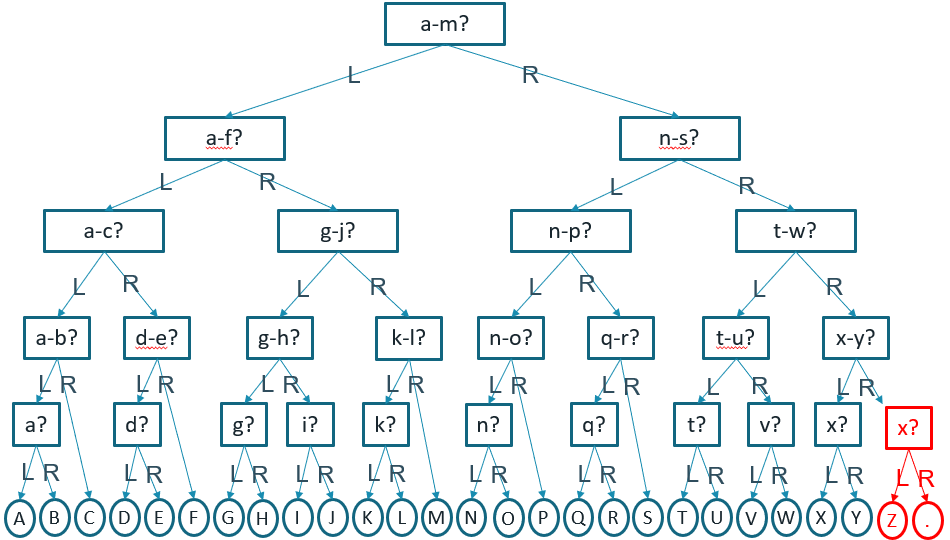 a-m?
L R
a-f? n-s?
L R L R
a-c? g-j? n-p? t-w?
L R L R L R L R
a-b? d-e? g-h? k-l? n-o? q-r? t-u? x-y?
L R L R L R L R L R L R L R L R
a? d? g? i? k? n? q? t? v? x? x?
L R L R L R L R L R L R L R L R L R L R L R
A B C D E F G H I J K L M N O P Q R S T U V W X Y Z .